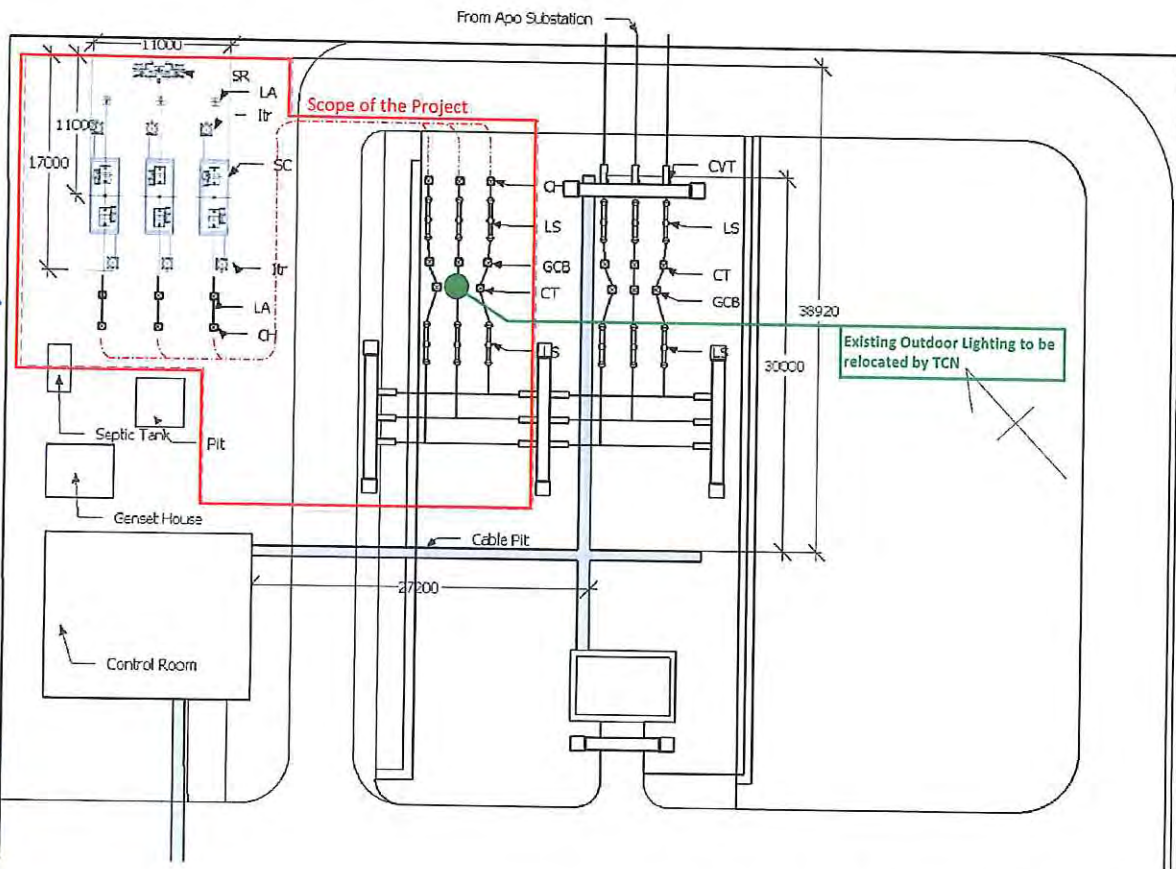 From Apo Substation
11000
SR
LA
Itr
SC
11000
17000
Itr
LA
CH
Scope of the Project
CH
LS
GCB
CT
LS
CVT
LS
CT
GCB
LS
38920
30000
Existing Outdoor Lighting to be
relocated by TCN
Septic Tank
Pit
Genset House
Cable Pit
27200
Control Room